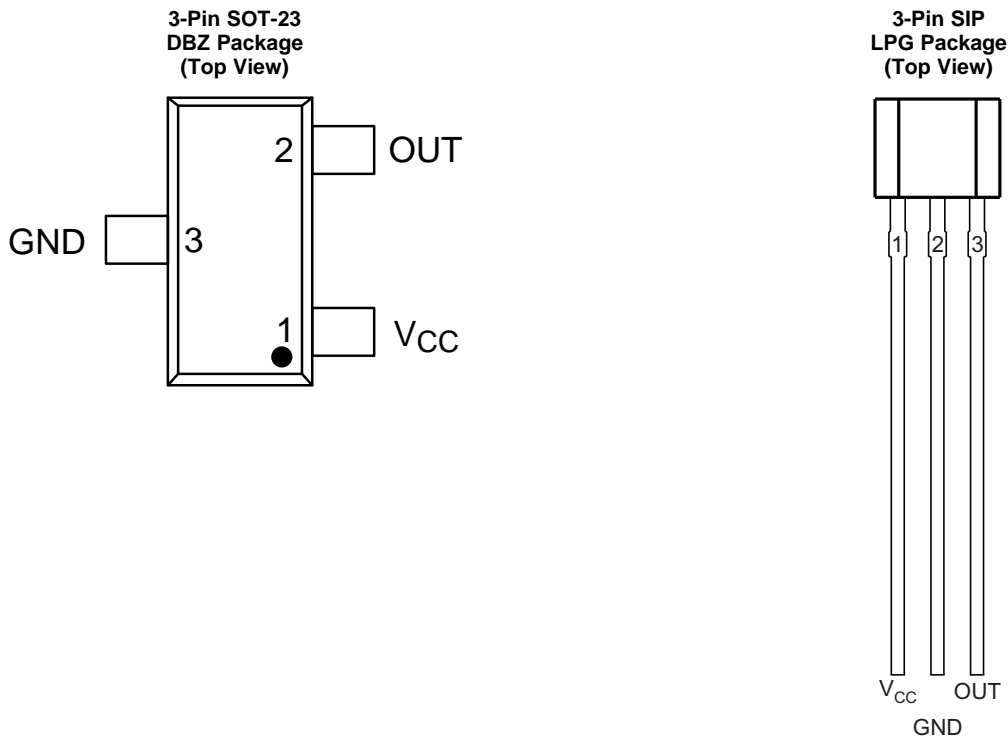 3-Pin SOT-23
DBZ Package
(Top View)
2 OUT
GND 3
1 VCC
3-Pin SIP
LPG Package
(Top View)
1 2 3
VCC OUT
GND